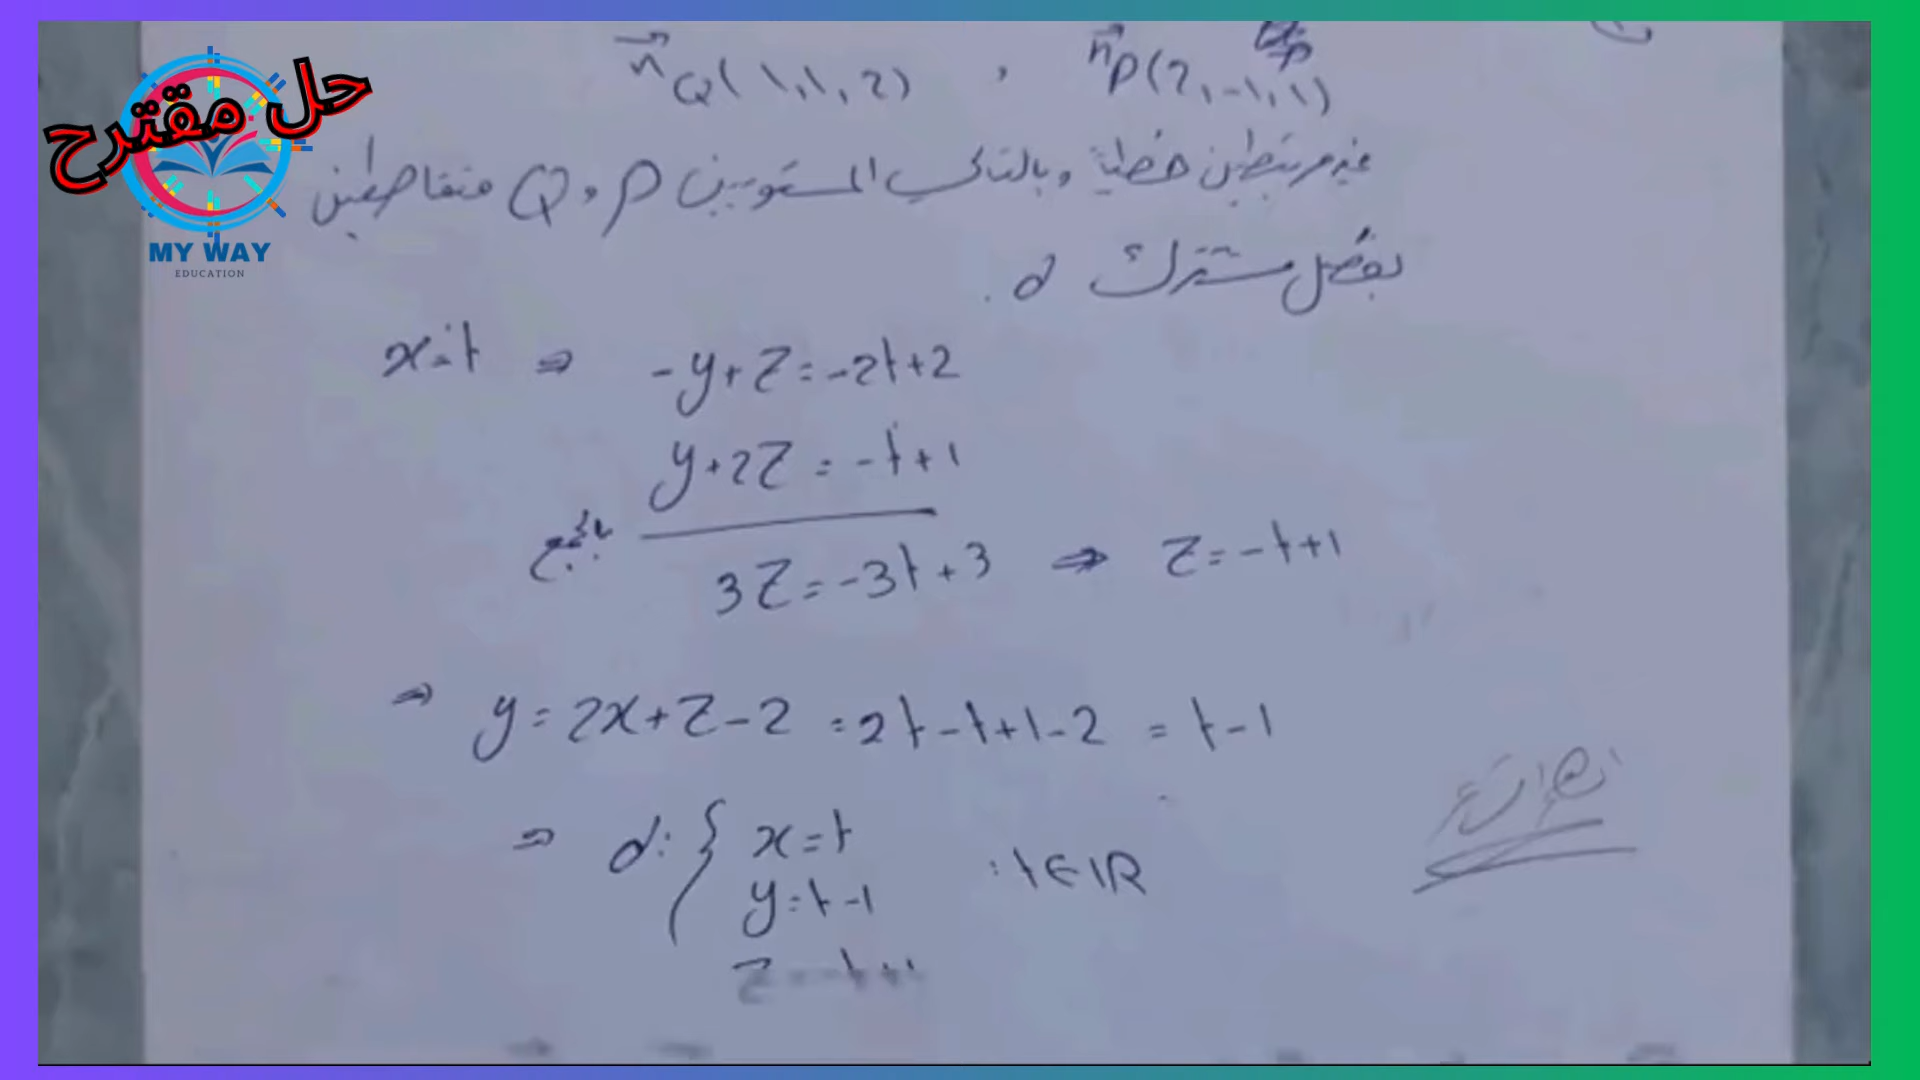 حل مقترح
MY WAY
EDUCATION
n⃗Q(1,1,2) , n⃗P(2,-1,1)
غير مرتبطين خطياً وبالتالي المستويين P و Q متقاطعين
بفصل مشترك d.
x=t ⇒ -y+z=-2t+2
y+2z=-t+1
بالجمع
3z=-3t+3 ⇒ z=-t+1
⇒ y=2x+z-2=2t-t+1-2=t-1
⇒ d: { x=t
y=t-1 : t∈IR
z=-t+1